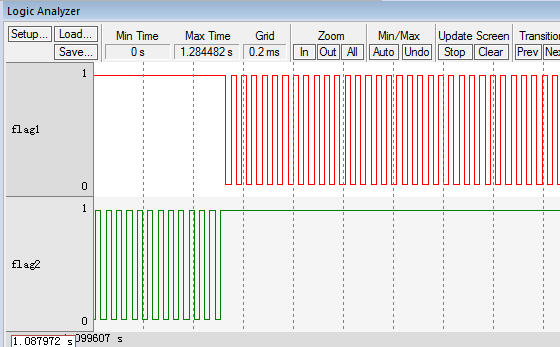 Logic Analyzer
Setup... Load... Min Time Max Time Grid Zoom Min/Max Update Screen Transition
Save... 0 s 1.284482 s 0.2 ms In Out All Auto Undo Stop Clear Prev Nex
1
flag1
0
1
flag2
0
1.087972 s 099607 s